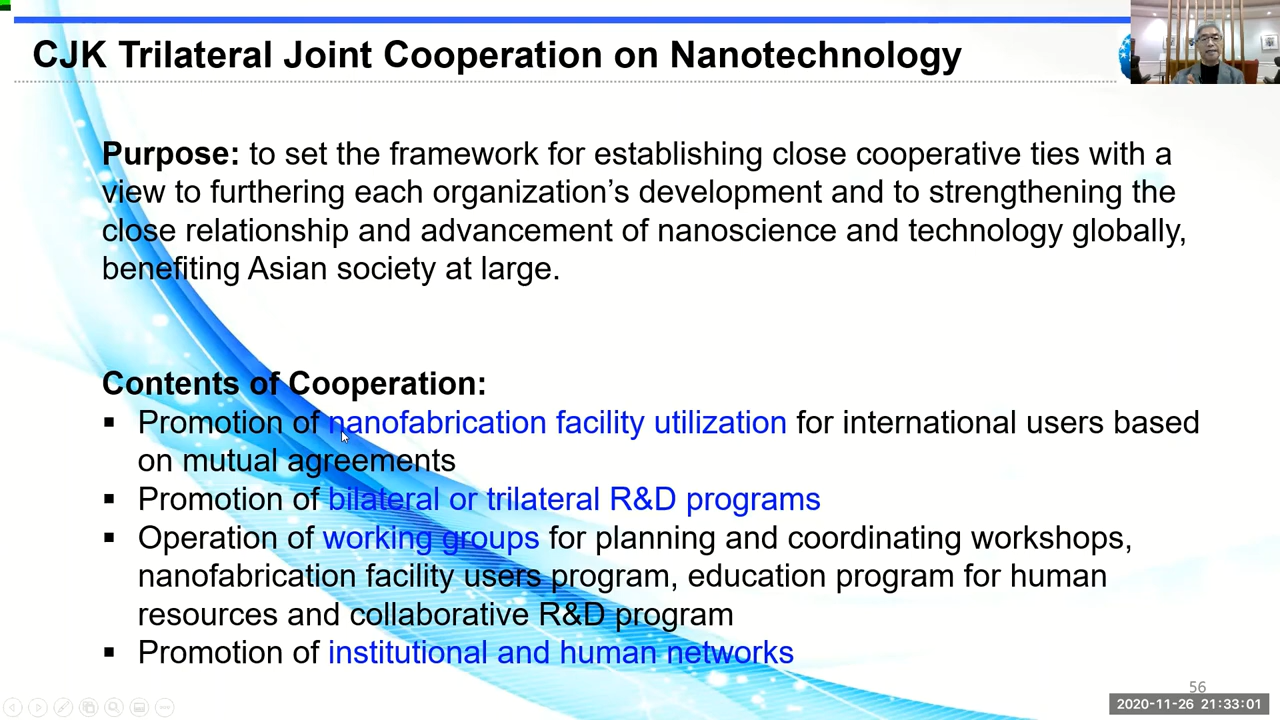 CJK Trilateral Joint Cooperation on Nanotechnology
Purpose: to set the framework for establishing close cooperative ties with a
view to furthering each organization’s development and to strengthening the
close relationship and advancement of nanoscience and technology globally,
benefiting Asian society at large.
Contents of Cooperation:
▪ Promotion of nanofabrication facility utilization for international users based
on mutual agreements
▪ Promotion of bilateral or trilateral R&D programs
▪ Operation of working groups for planning and coordinating workshops,
nanofabrication facility users program, education program for human
resources and collaborative R&D program
▪ Promotion of institutional and human networks
56
2020-11-26 21:33:01